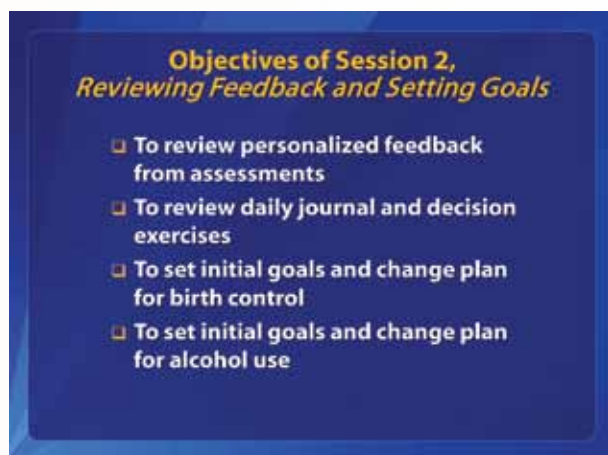 Objectives of Session 2,
Reviewing Feedback and Setting Goals
To review personalized feedback
from assessments
To review daily journal and decision
exercises
To set initial goals and change plan
for birth control
To set initial goals and change plan
for alcohol use